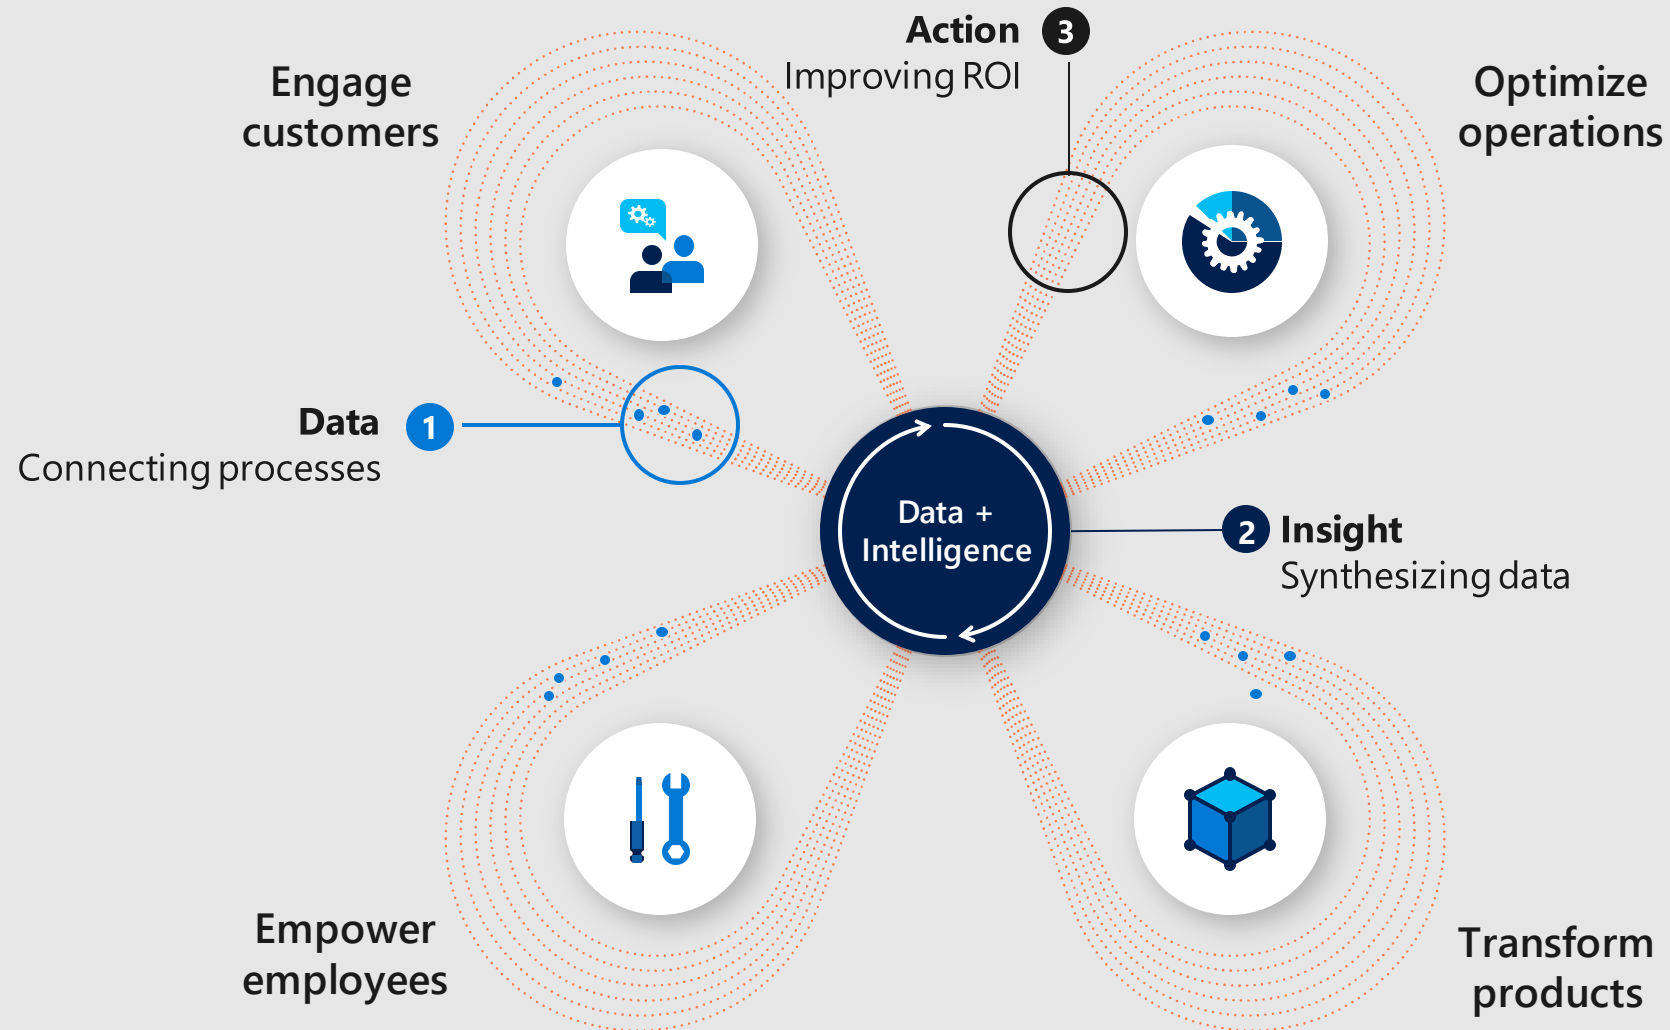 Engage
customers
Action
3
Improving ROI
Optimize
operations
Data
1
Connecting processes
Data +
Intelligence
2
Insight
Synthesizing data
Empower
employees
Transform
products